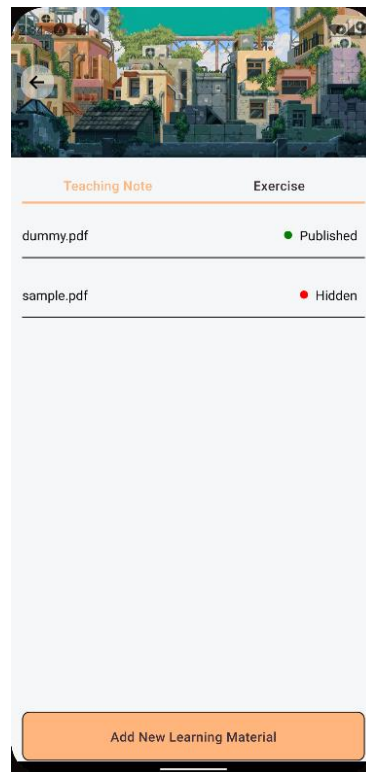 Teaching Note Exercise
dummy.pdf Published
sample.pdf Hidden
Add New Learning Material